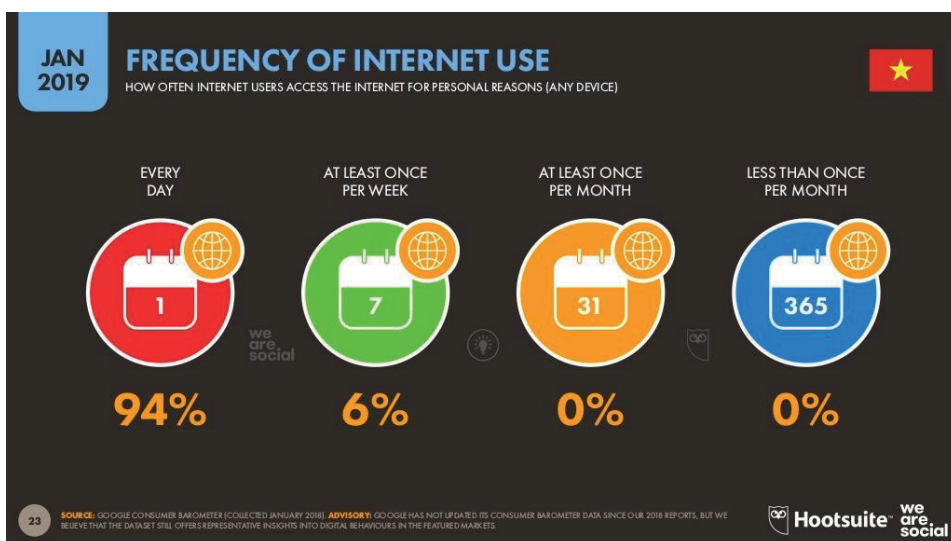 JAN
2019
FREQUENCY OF INTERNET USE
HOW OFTEN INTERNET USERS ACCESS THE INTERNET FOR PERSONAL REASONS (ANY DEVICE)
EVERY
DAY
AT LEAST ONCE
PER WEEK
AT LEAST ONCE
PER MONTH
LESS THAN ONCE
PER MONTH
1
7
31
365
we
are
social
94%
6%
0%
0%
23
SOURCE: GOOGLE CONSUMER BAROMETER (COLLECTED JANUARY 2018). ADVISORY: GOOGLE HAS NOT UPDATED ITS CONSUMER BAROMETER DATA SINCE OUR 2018 REPORTS, BUT WE
BELIEVE THAT THE DATASET STILL OFFERS REPRESENTATIVE INSIGHTS INTO DIGITAL BEHAVIOURS IN THE FEATURED MARKETS.
Hootsuite™
we
are
social